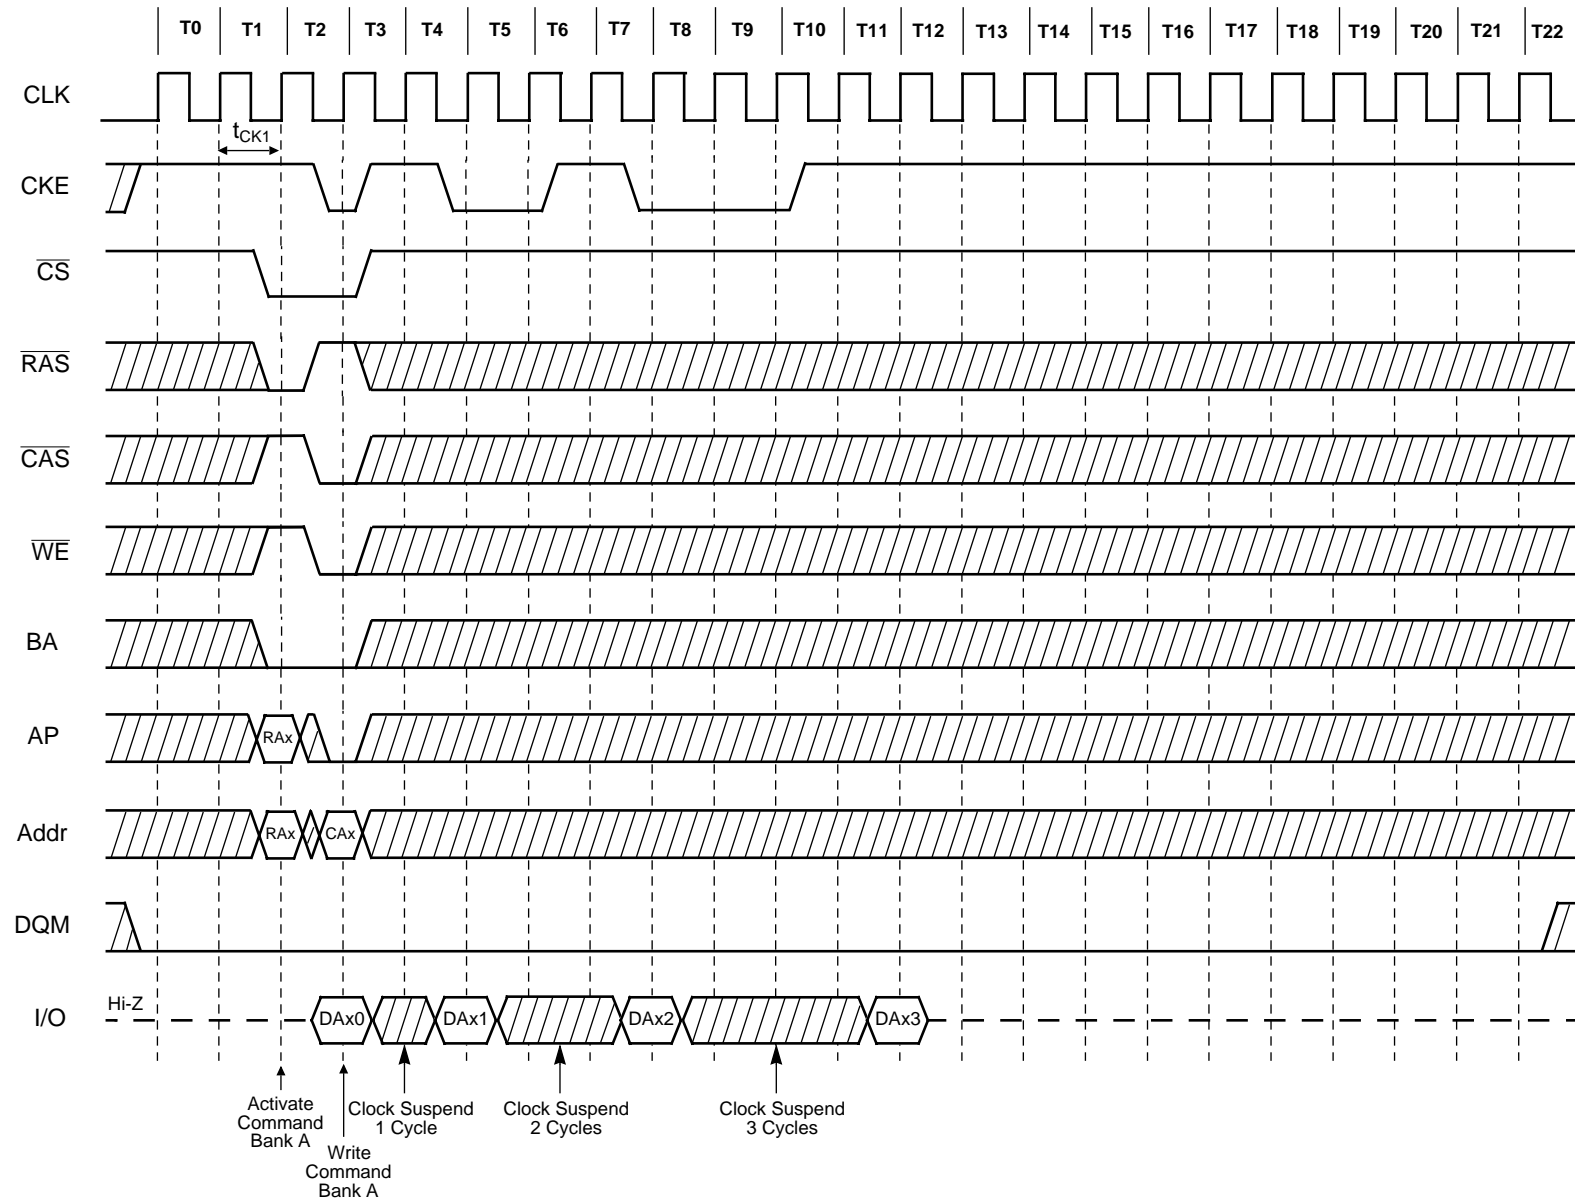 T0 T1 T2 T3 T4 T5 T6 T7 T8 T9 T10 T11 T12 T13 T14 T15 T16 T17 T18 T19 T20 T21 T22
CLK
tCK1
CKE
CS
RAS
CAS
WE
BA
AP
RAx
Addr
RAx CAx
DQM
I/O
Hi-Z
DAx0 DAx1 DAx2 DAx3
Activate
Command
Bank A
Write
Command
Bank A
Clock Suspend
1 Cycle
Clock Suspend
2 Cycles
Clock Suspend
3 Cycles